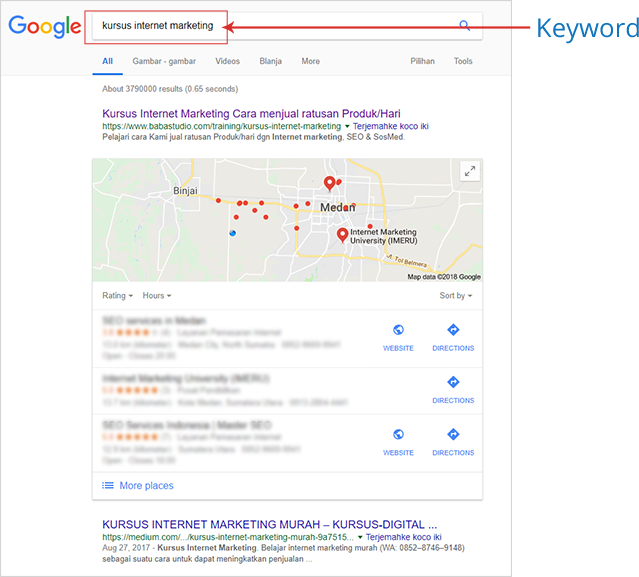 Google
kursus internet marketing
Keyword
All Gambar - gambar Videos Blanja More Pilihan Tools
About 3790000 results (0.65 seconds)
Kursus Internet Marketing Cara menjual ratusan Produk/Hari
https://www.babastudio.com/training/kursus-internet-marketing Terjemahke koco iki
Pelajari cara Kami jual ratusan Produk/hari dgn Internet marketing, SEO & SosMed.
Binjai
Medan
Internet Marketing
University (IMERU)
Jl. Tol Belmera
Map data ©2018 Google
Rating Hours Sort by
SEO services in Medan
WEBSITE DIRECTIONS
Internet Marketing University (IMERU)
DIRECTIONS
SEO Services Indonesia | Master SEO
WEBSITE DIRECTIONS
More places
KURSUS INTERNET MARKETING MURAH – KURSUS-DIGITAL ...
https://medium.com/.../kursus-internet-marketing-murah-9a7515... Terjemahke koco iki
Aug 27, 2017 - Kursus Internet Marketing. Belajar internet marketing murah (WA: 0852–8746–9148)
sebagai suatu cara untuk dapat meningkatkan penjualan ...